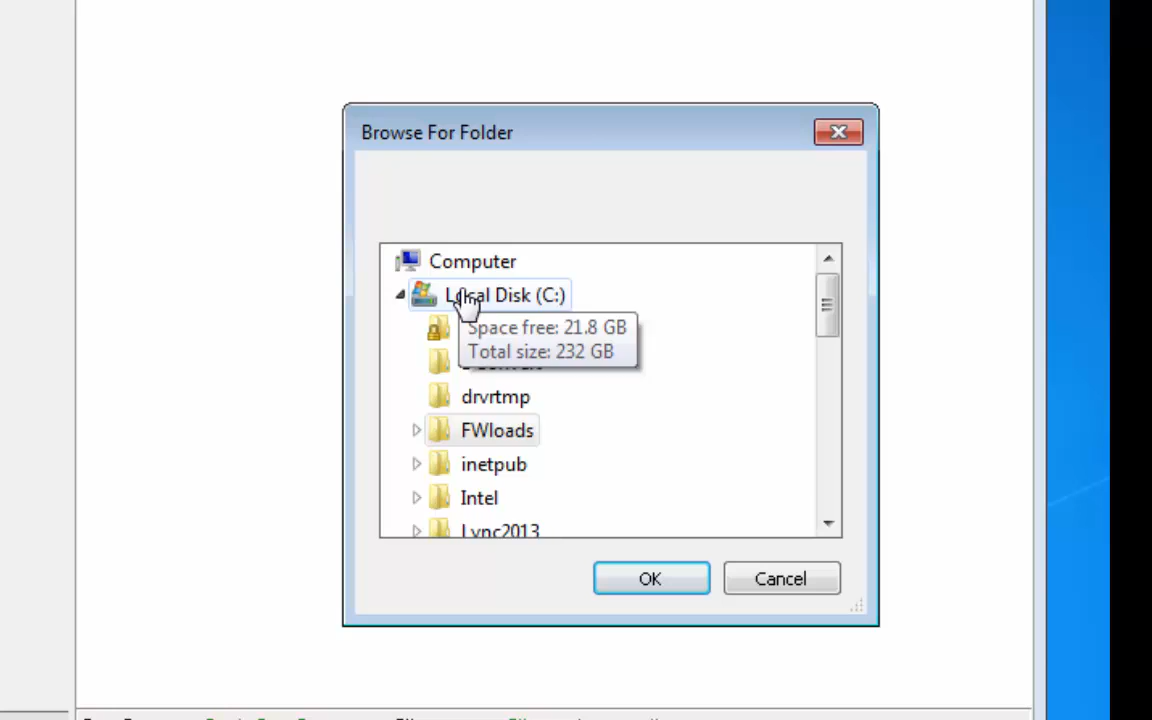 Browse For Folder
Computer
Local Disk (C:)
Space free: 21.8 GB
Total size: 232 GB
drvrtmp
FWloads
inetpub
Intel
Lync2013
OK
Cancel